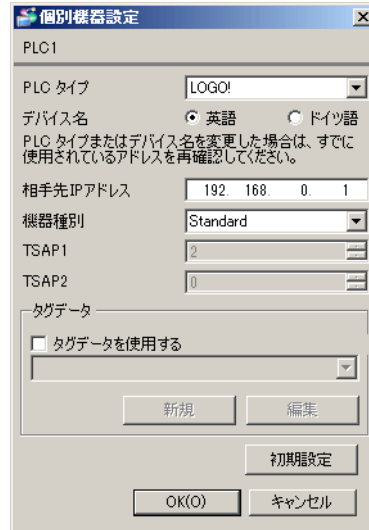 個別機器設定
PLC1
PLC タイプ LOGO!
デバイス名 英語 ドイツ語
PLC タイプまたはデバイス名を変更した場合は、すでに
使用されているアドレスを再確認してください。
相手先IPアドレス 192. 168. 0. 1
機器種別 Standard
TSAP1 2
TSAP2 0
タグデータ
タグデータを使用する
新規 編集
初期設定
OK(O) キャンセル